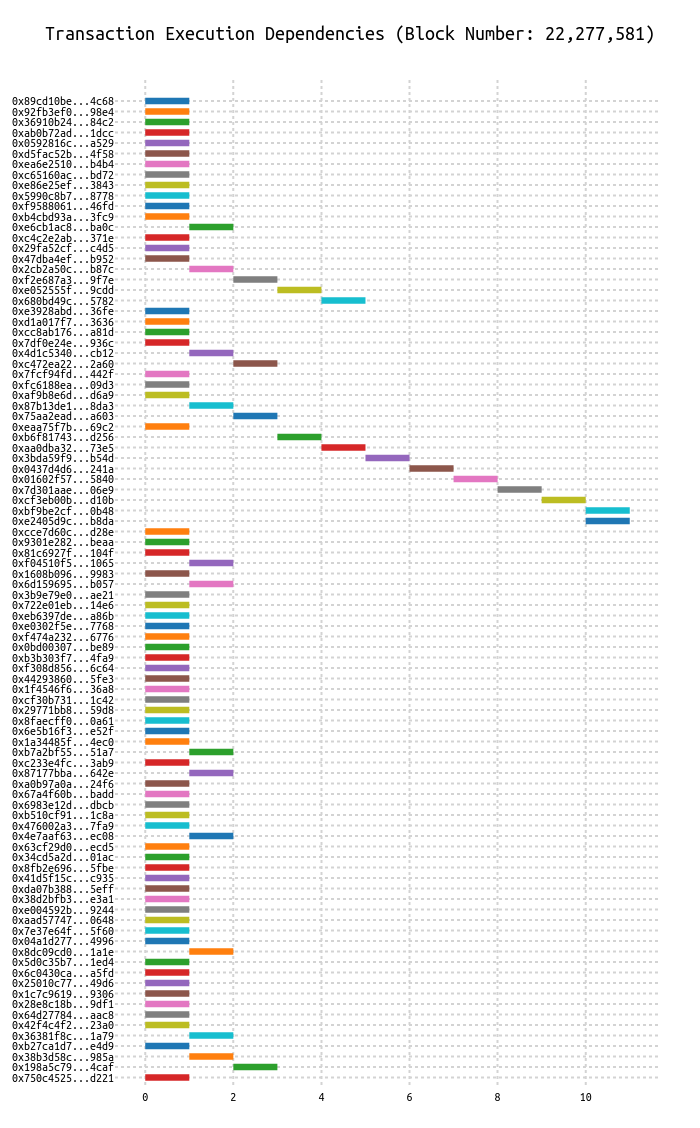 Transaction Execution Dependencies (Block Number: 22,277,581)
0x89cd10be...4c68
0x92fb3ef0...98e4
0x36910b24...84c2
0xab0b72ad...1dcc
0x0592816c...a529
0xd5fac52b...4f58
0xea6e2510...b4b4
0xc65160ac...bd72
0xe86e25ef...3843
0x5990c8b7...8778
0xf9588061...46fd
0xb4cbd93a...3fc9
0xe6cb1ac8...ba0c
0xc4c2e2ab...371e
0x29fa52cf...c4d5
0x47dba4ef...b952
0x2cb2a50c...b87c
0xf2e687a3...9f7e
0xe052555f...9cdd
0x680bd49c...5782
0xe3928abd...36fe
0xd1a017f7...3636
0xcc8ab176...a81d
0x7df0e24e...936c
0x4d1c5340...cb12
0xc472ea22...2a60
0x7fcf94fd...442f
0xfc6188ea...09d3
0xaf9b8e6d...d6a9
0x87b13de1...8da3
0x75aa2ead...a603
0xeaa75f7b...69c2
0xb6f81743...d256
0xaa0dba32...73e5
0x3bda59f9...b54d
0x0437d4d6...241a
0x01602f57...5840
0x7d301aae...06e9
0xcf3eb00b...d10b
0xbf9be2cf...0b48
0xe2405d9c...b8da
0xcce7d60c...d28e
0x9301e282...beaa
0x81c6927f...104f
0xf04510f5...1065
0x1608b096...9983
0x6d159695...b057
0x3b9e79e0...ae21
0x722e01eb...14e6
0xeb6397de...a86b
0xe0302f5e...7768
0xf474a232...6776
0x0bd00307...be89
0xb3b303f7...4fa9
0xf308d856...6c64
0x44293860...5fe3
0x1f4546f6...36a8
0xcf30b731...1c42
0x29771bb8...59d8
0x8faecff0...0a61
0x6e5b16f3...e52f
0x1a34485f...4ec0
0xb7a2bf55...51a7
0xc233e4fc...3ab9
0x87177bba...642e
0xa0b97a0a...24f6
0x67a4f60b...badd
0x6983e12d...dbcb
0xb510cf91...1c8a
0x476002a3...7fa9
0x4e7aaf63...ec08
0x63cf29d0...ecd5
0x34cd5a2d...01ac
0x8fb2e696...5fbe
0x41d5f15c...c935
0xda07b388...5eff
0x38d2bfb3...e3a1
0xe004592b...9244
0xaad57747...0648
0x7e37e64f...5f60
0x04a1d277...4996
0x8dc09cd0...1a1e
0x5d0c35b7...1ed4
0x6c0430ca...a5fd
0x25010c77...49d6
0x1c7c9619...9306
0x28e8c18b...9df1
0x64d27784...aac8
0x42f4c4f2...23a0
0x36381f8c...1a79
0xb27ca1d7...e4d9
0x38b3d58c...985a
0x198a5c79...4caf
0x750c4525...d221
0 2 4 6 8 10